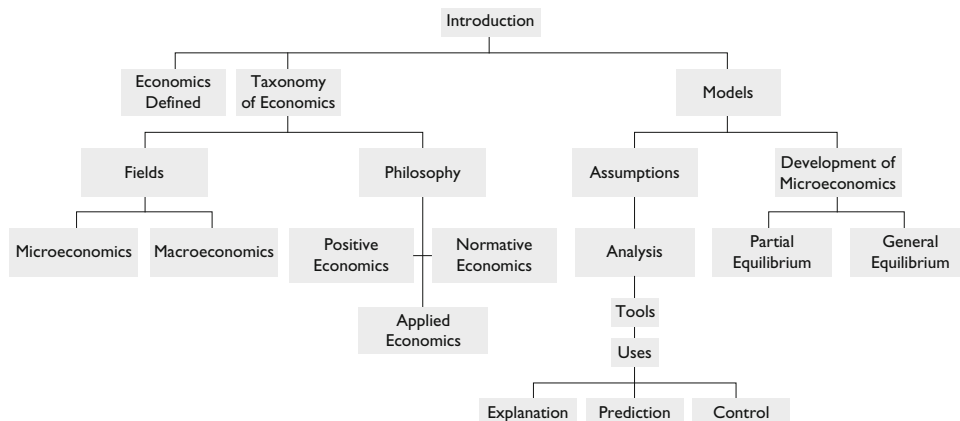 Introduction
Economics
Defined
Taxonomy
of Economics
Models
Fields
Philosophy
Assumptions
Development of
Microeconomics
Microeconomics
Macroeconomics
Positive
Economics
Normative
Economics
Analysis
Partial
Equilibrium
General
Equilibrium
Applied
Economics
Tools
Uses
Explanation
Prediction
Control